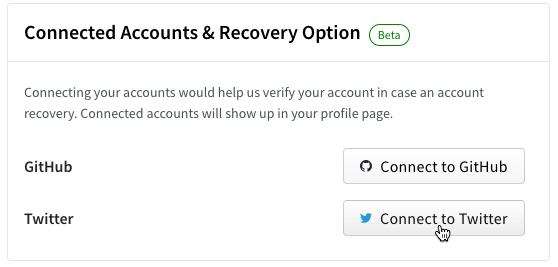 Connected Accounts & Recovery Option Beta
Connecting your accounts would help us verify your account in case an account
recovery. Connected accounts will show up in your profile page.
GitHub Connect to GitHub
Twitter Connect to Twitter